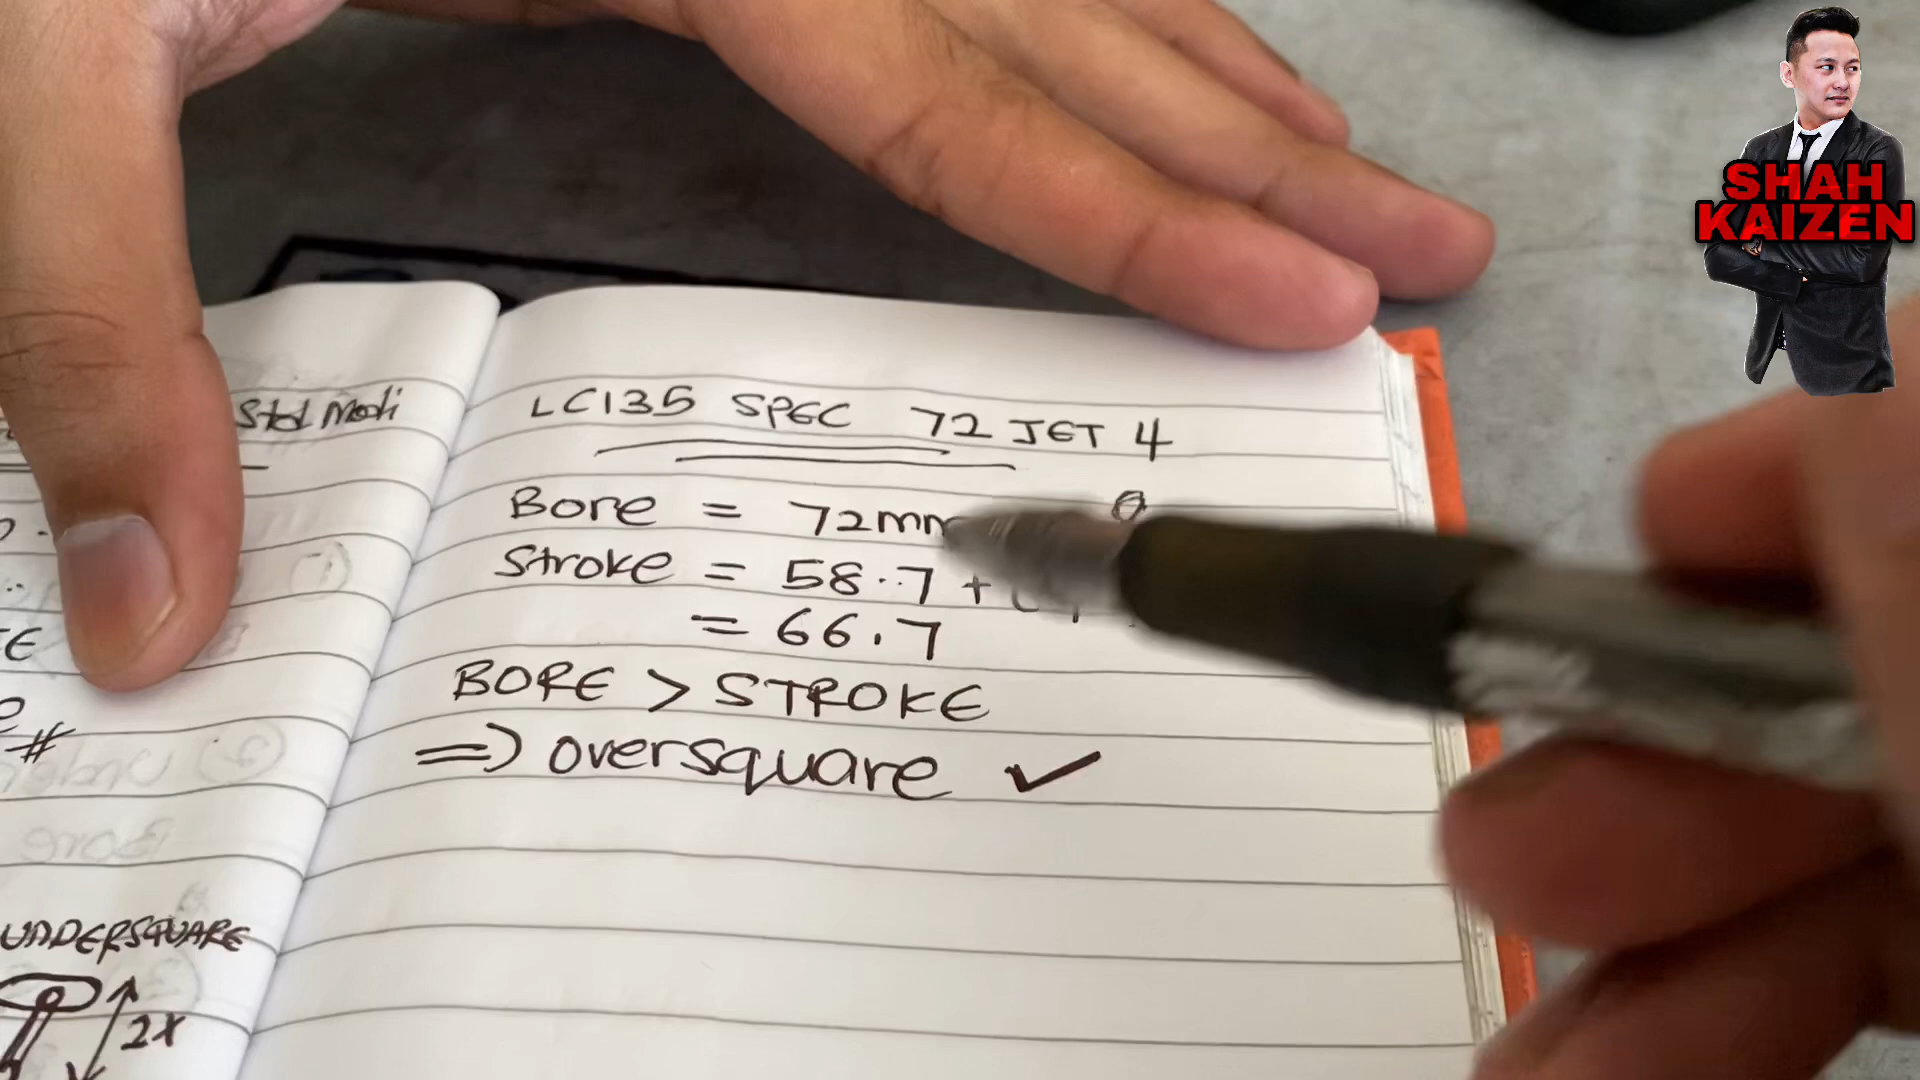 Std Modi
LC135 SPEC 72 JET 4
Bore = 72mm
Stroke = 58.7 +
= 66.7
BORE > STROKE
=> oversquare ✓
#
UNDERSQUARE
2x
SHAH
KAIZEN